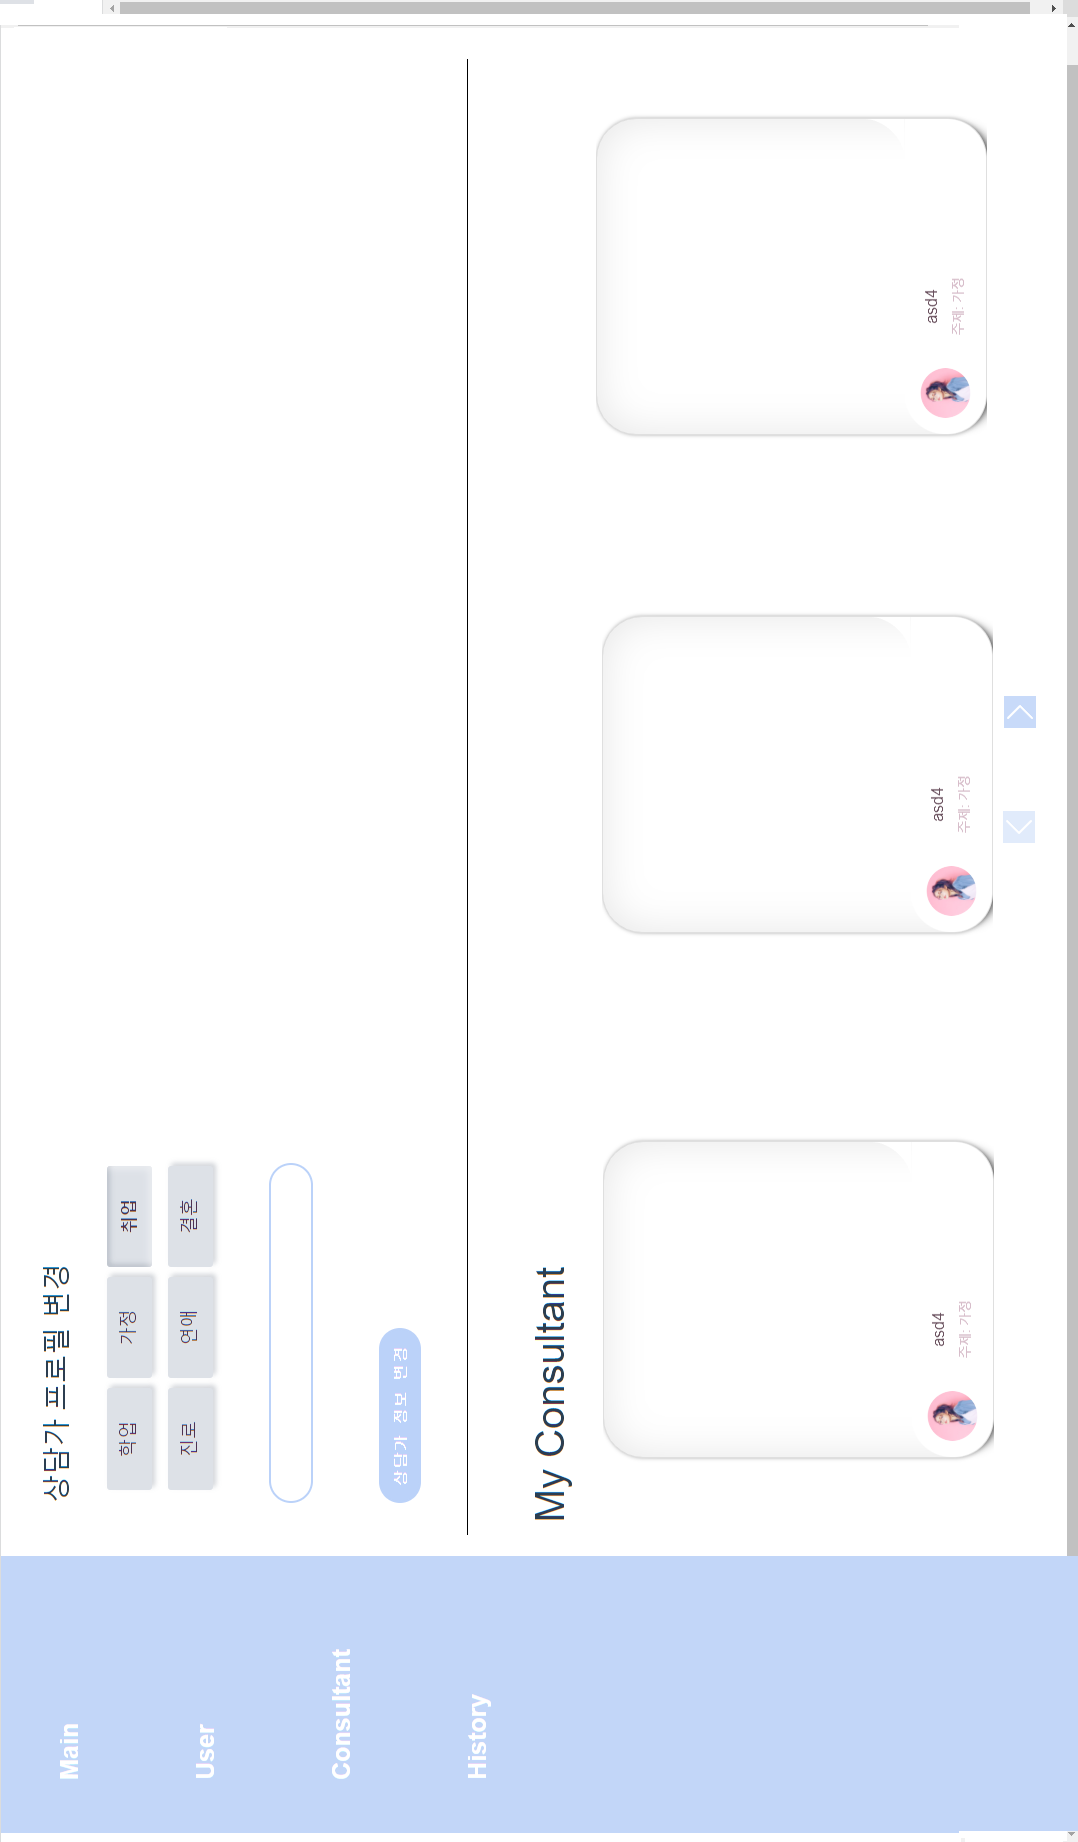 Main
User
Consultant
History
상담가 프로필 변경
학업 가정 취업
진로 연애 결혼
상담가 정보 변경
My Consultant
asd4
주제: 가정
asd4
주제: 가정
asd4
주제: 가정